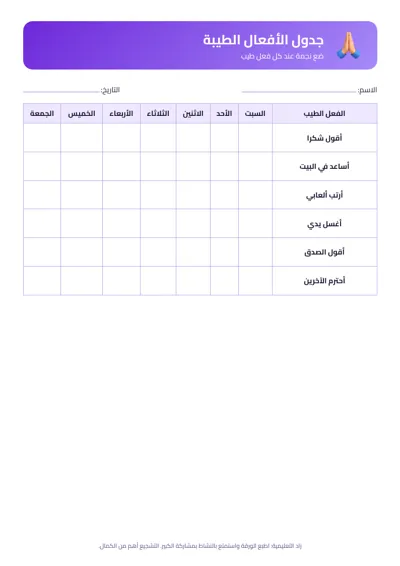 جدول الأفعال الطيبة
ضع نجمة عند كل فعل طيب
الاسم: التاريخ:
الفعل الطيب السبت الأحد الاثنين الثلاثاء الأربعاء الخميس الجمعة
أقول شكرا
أساعد في البيت
أرتب ألعابي
أغسل يدي
أقول الصدق
أحترم الآخرين
زاد التعليمية: اطبع الورقة واستمتع بالنشاط بمشاركة الكبير. التشجيع أهم من الكمال.